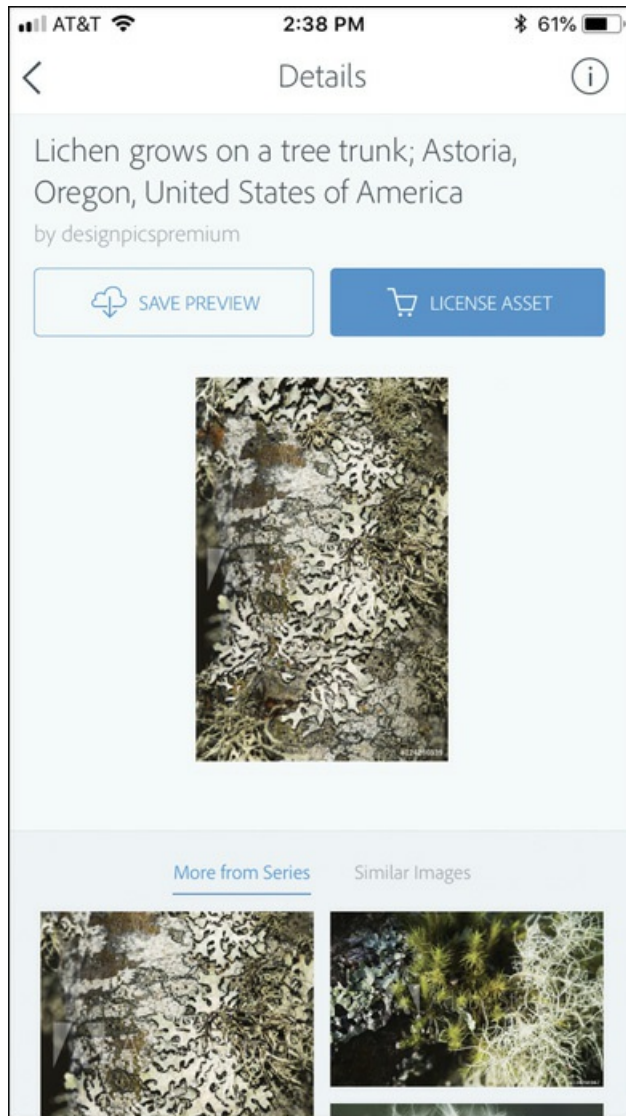 AT&T 2:38 PM 61%
Details
Lichen grows on a tree trunk; Astoria,
Oregon, United States of America
by designpicspremium
SAVE PREVIEW LICENSE ASSET
More from Series Similar Images